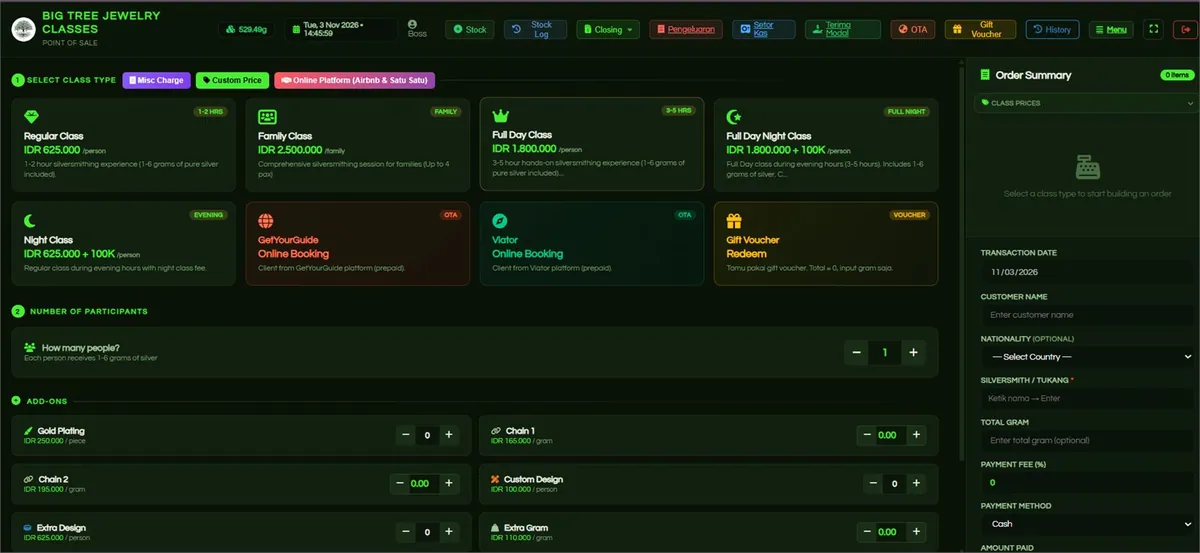 BIG TREE JEWELRY
CLASSES
POINT OF SALE
529.49g
Tue, 3 Nov 2026 •
14:45:59
Boss
Stock
Stock
Log
Closing
Pengeluaran
Setor
Kas
Terima
Modal
OTA
Gift
Voucher
History
Menu
1 SELECT CLASS TYPE
Misc Charge
Custom Price
Online Platform (Airbnb & Satu Satu)
1-2 HRS
Regular Class
IDR 625.000 /person
1-2 hour silversmithing experience (1-6 grams of pure silver
included).
FAMILY
Family Class
IDR 2.500.000 /family
Comprehensive silversmithing session for families (Up to 4
pax).
3-5 HRS
Full Day Class
IDR 1.800.000 /person
3-5 hour hands-on silversmithing experience (1-6 grams of
pure silver included)...
FULL NIGHT
Full Day Night Class
IDR 1.800.000 + 100K /person
Full Day class during evening hours (3-5 hours). Includes 1-6
grams of silver, C...
EVENING
Night Class
IDR 625.000 + 100K /person
Regular class during evening hours with night class fee.
OTA
GetYourGuide
Online Booking
Client from GetYourGuide platform (prepaid).
OTA
Viator
Online Booking
Client from Viator platform (prepaid).
VOUCHER
Gift Voucher
Redeem
Tamu pakai gift voucher. Total = 0, input gram saja.
2 NUMBER OF PARTICIPANTS
How many people?
Each person receives 1-6 grams of silver
− 1 +
ADD-ONS
Gold Plating
IDR 250.000 / piece
− 0 +
Chain 1
IDR 165.000 / gram
− 0.00 +
Chain 2
IDR 195.000 / gram
− 0.00 +
Custom Design
IDR 100.000 / person
− 0 +
Extra Design
IDR 625.000 / person
− 0 +
Extra Gram
IDR 110.000 / gram
− 0.00 +
Order Summary
0 items
CLASS PRICES
Select a class type to start building an order
TRANSACTION DATE
11/03/2026
CUSTOMER NAME
Enter customer name
NATIONALITY (OPTIONAL)
— Select Country —
SILVERSMITH / TUKANG *
Ketik nama → Enter
TOTAL GRAM
Enter total gram (optional)
PAYMENT FEE (%)
0
PAYMENT METHOD
Cash
AMOUNT PAID